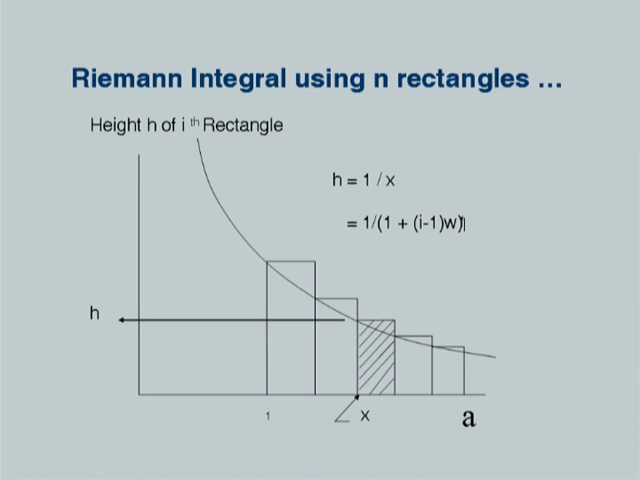 Riemann Integral using n rectangles ...
Height h of i th Rectangle
h = 1 / x
= 1/(1 + (i-1)w)
h
1
x
a